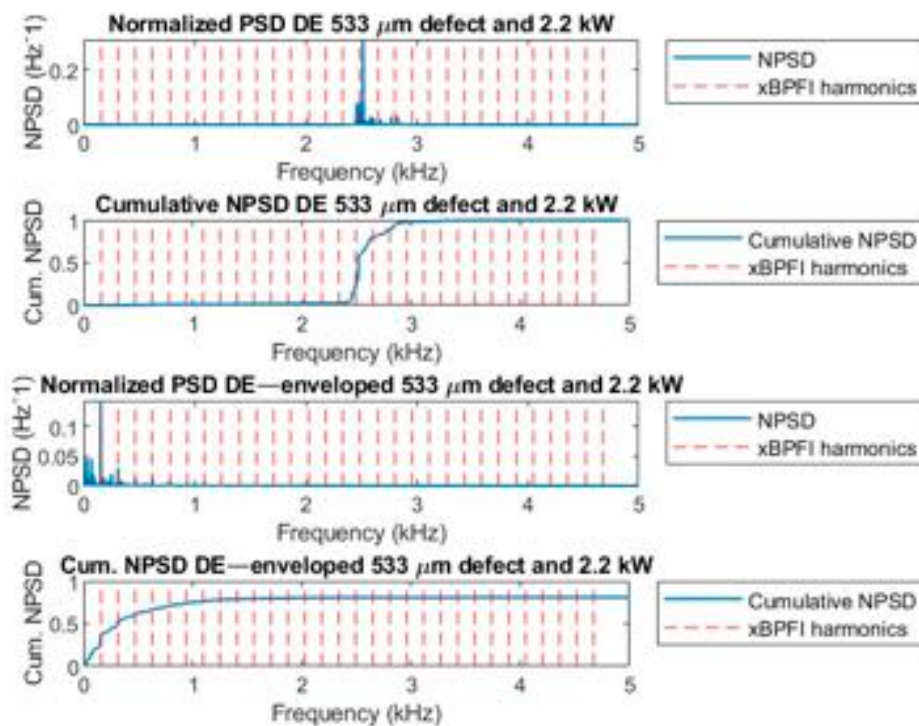 Normalized PSD DE 533 μm defect and 2.2 kW
NPSD (Hz⁻1)
0.2
0
0 1 2 3 4 5
Frequency (kHz)
NPSD
xBPFI harmonics
Cumulative NPSD DE 533 μm defect and 2.2 kW
Cum. NPSD
1
0.5
0
0 1 2 3 4 5
Frequency (kHz)
Cumulative NPSD
xBPFI harmonics
Normalized PSD DE—enveloped 533 μm defect and 2.2 kW
NPSD (Hz⁻1)
0.1
0.05
0
0 1 2 3 4 5
Frequency (kHz)
NPSD
xBPFI harmonics
Cum. NPSD DE—enveloped 533 μm defect and 2.2 kW
Cum. NPSD
1
0.5
0
0 1 2 3 4 5
Frequency (kHz)
Cumulative NPSD
xBPFI harmonics